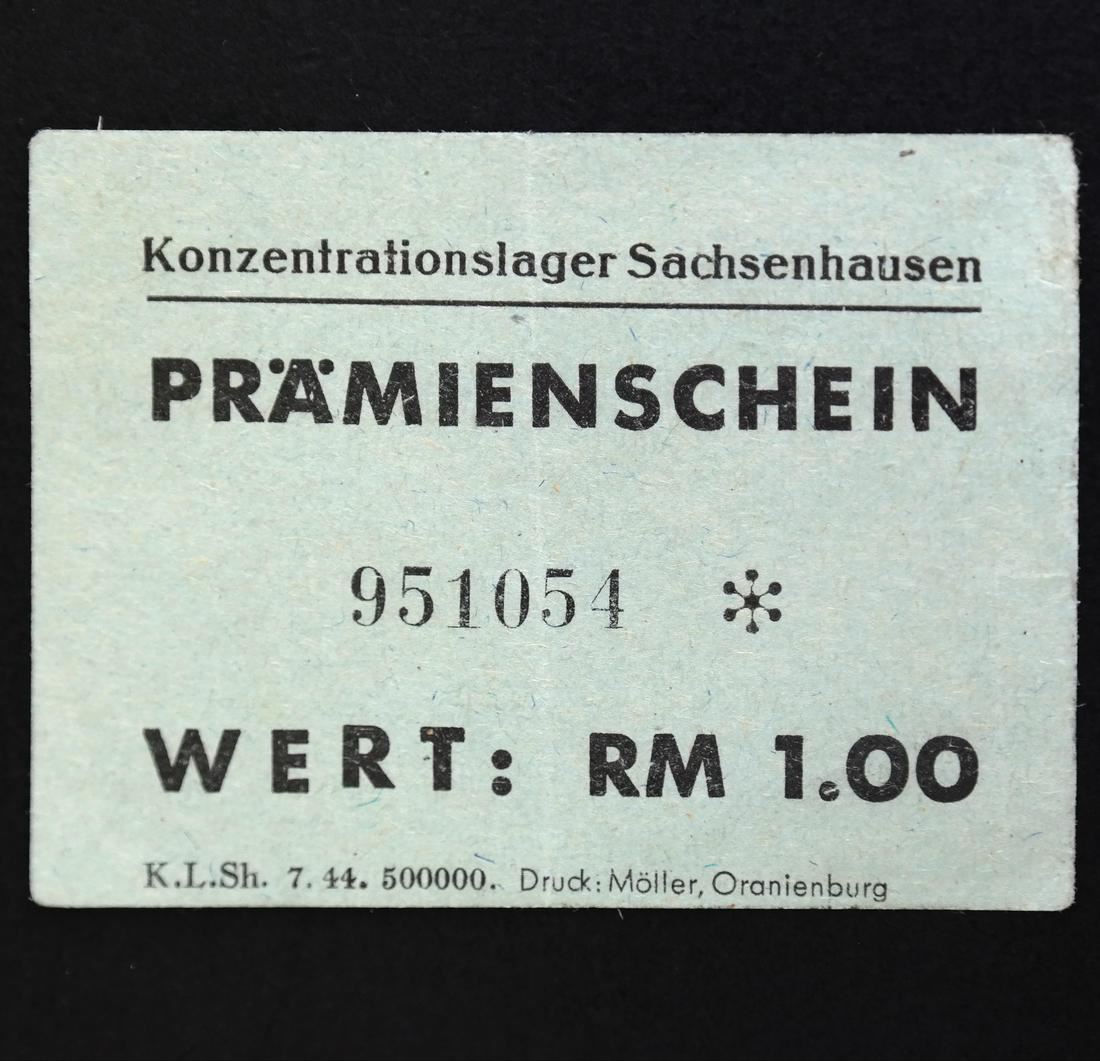 Konzentrationslager Sachsenhausen
PRÄMIENSCHEIN
951054 *
WERT: RM 1.00
K.L.Sh. 7. 44. 500000. Druck: Möller, Oranienburg